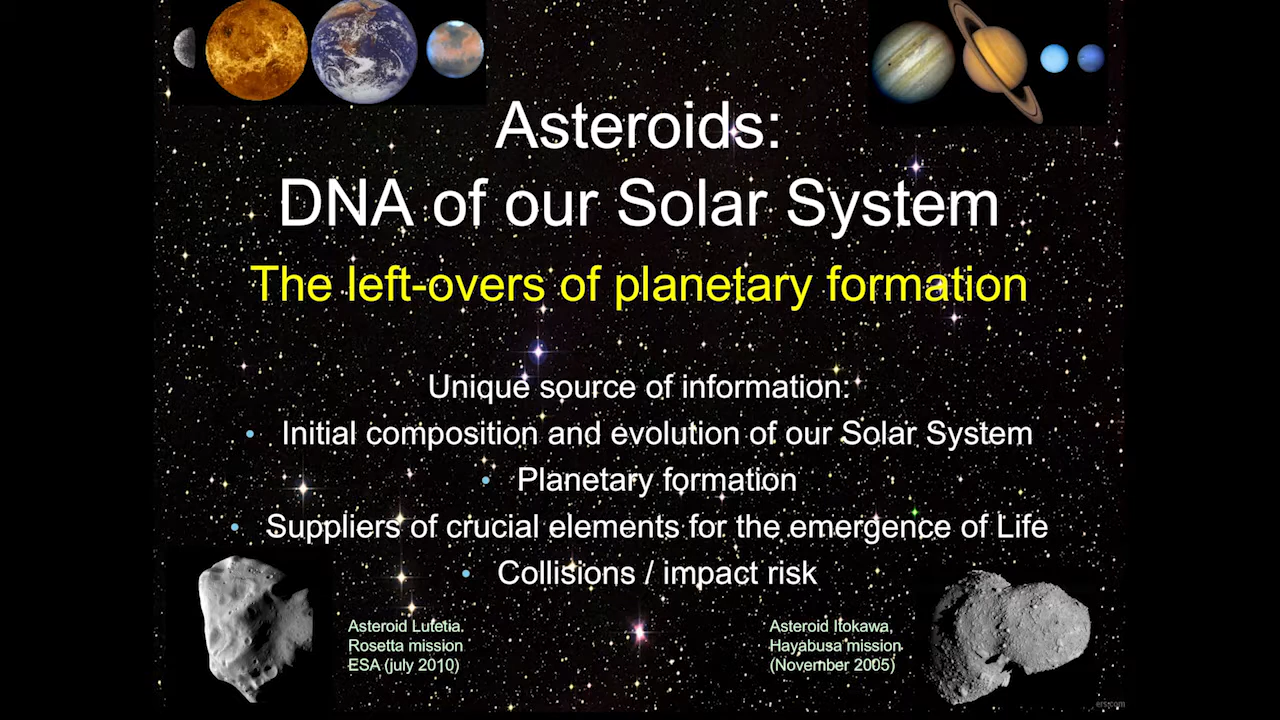 Asteroids:
DNA of our Solar System
The left-overs of planetary formation
Unique source of information:
• Initial composition and evolution of our Solar System
• Planetary formation
• Suppliers of crucial elements for the emergence of Life
• Collisions / impact risk
Asteroid Lutetia,
Rosetta mission
ESA (july 2010)
Asteroid Itokawa,
Hayabusa mission
(November 2005)